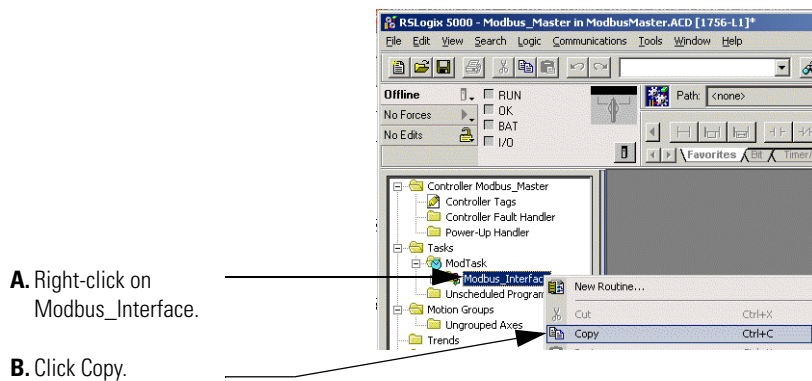 RSLogix 5000 - Modbus_Master in ModbusMaster.ACD [1756-L1]*
File Edit View Search Logic Communications Tools Window Help
Offline RUN Path: <none>
No Forces OK
No Edits BAT
I/O
Favorites Bit Timer/
Controller Modbus_Master
Controller Tags
Controller Fault Handler
Power-Up Handler
Tasks
ModTask
A. Right-click on
Modbus_Interfac
New Routine...
Modbus_Interface.
Unscheduled Program
Motion Groups
Cut Ctrl+X
Ungrouped Axes
Copy Ctrl+C
Trends
B. Click Copy.